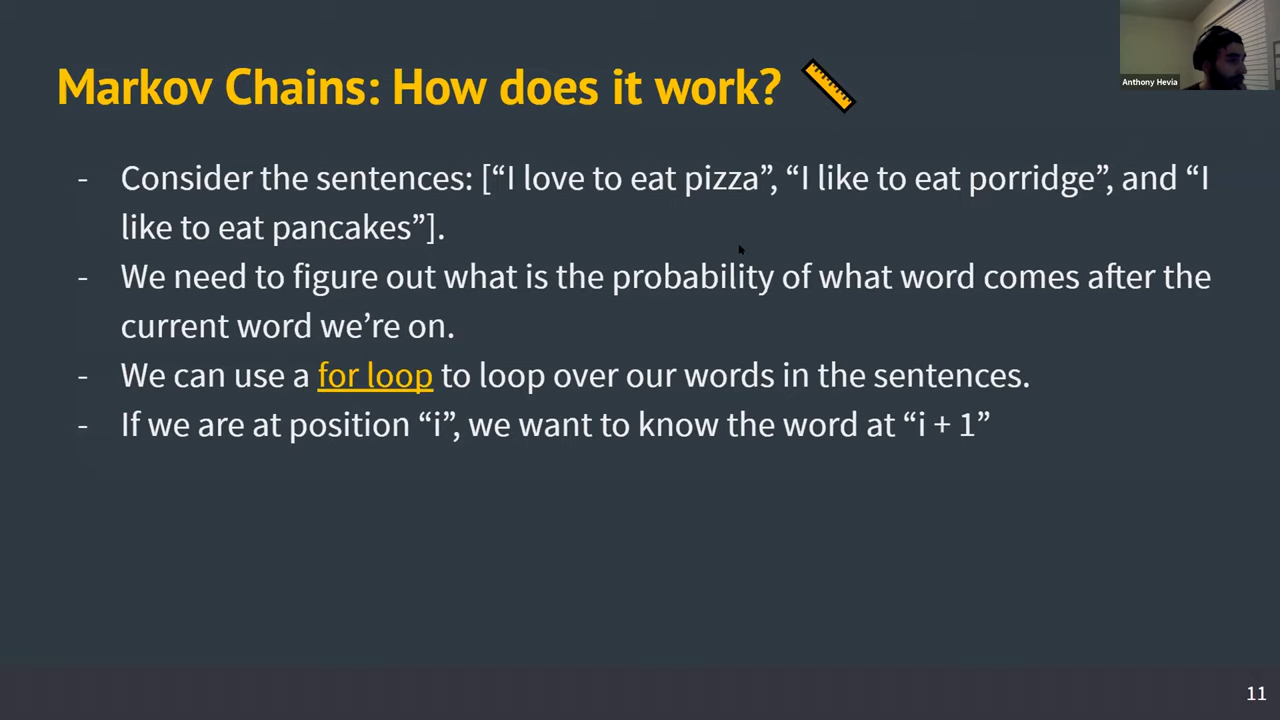 Markov Chains: How does it work?
Anthony Hevia
- Consider the sentences: [“I love to eat pizza”, “I like to eat porridge”, and “I
like to eat pancakes”].
- We need to figure out what is the probability of what word comes after the
current word we’re on.
- We can use a for loop to loop over our words in the sentences.
- If we are at position “i”, we want to know the word at “i + 1”
11